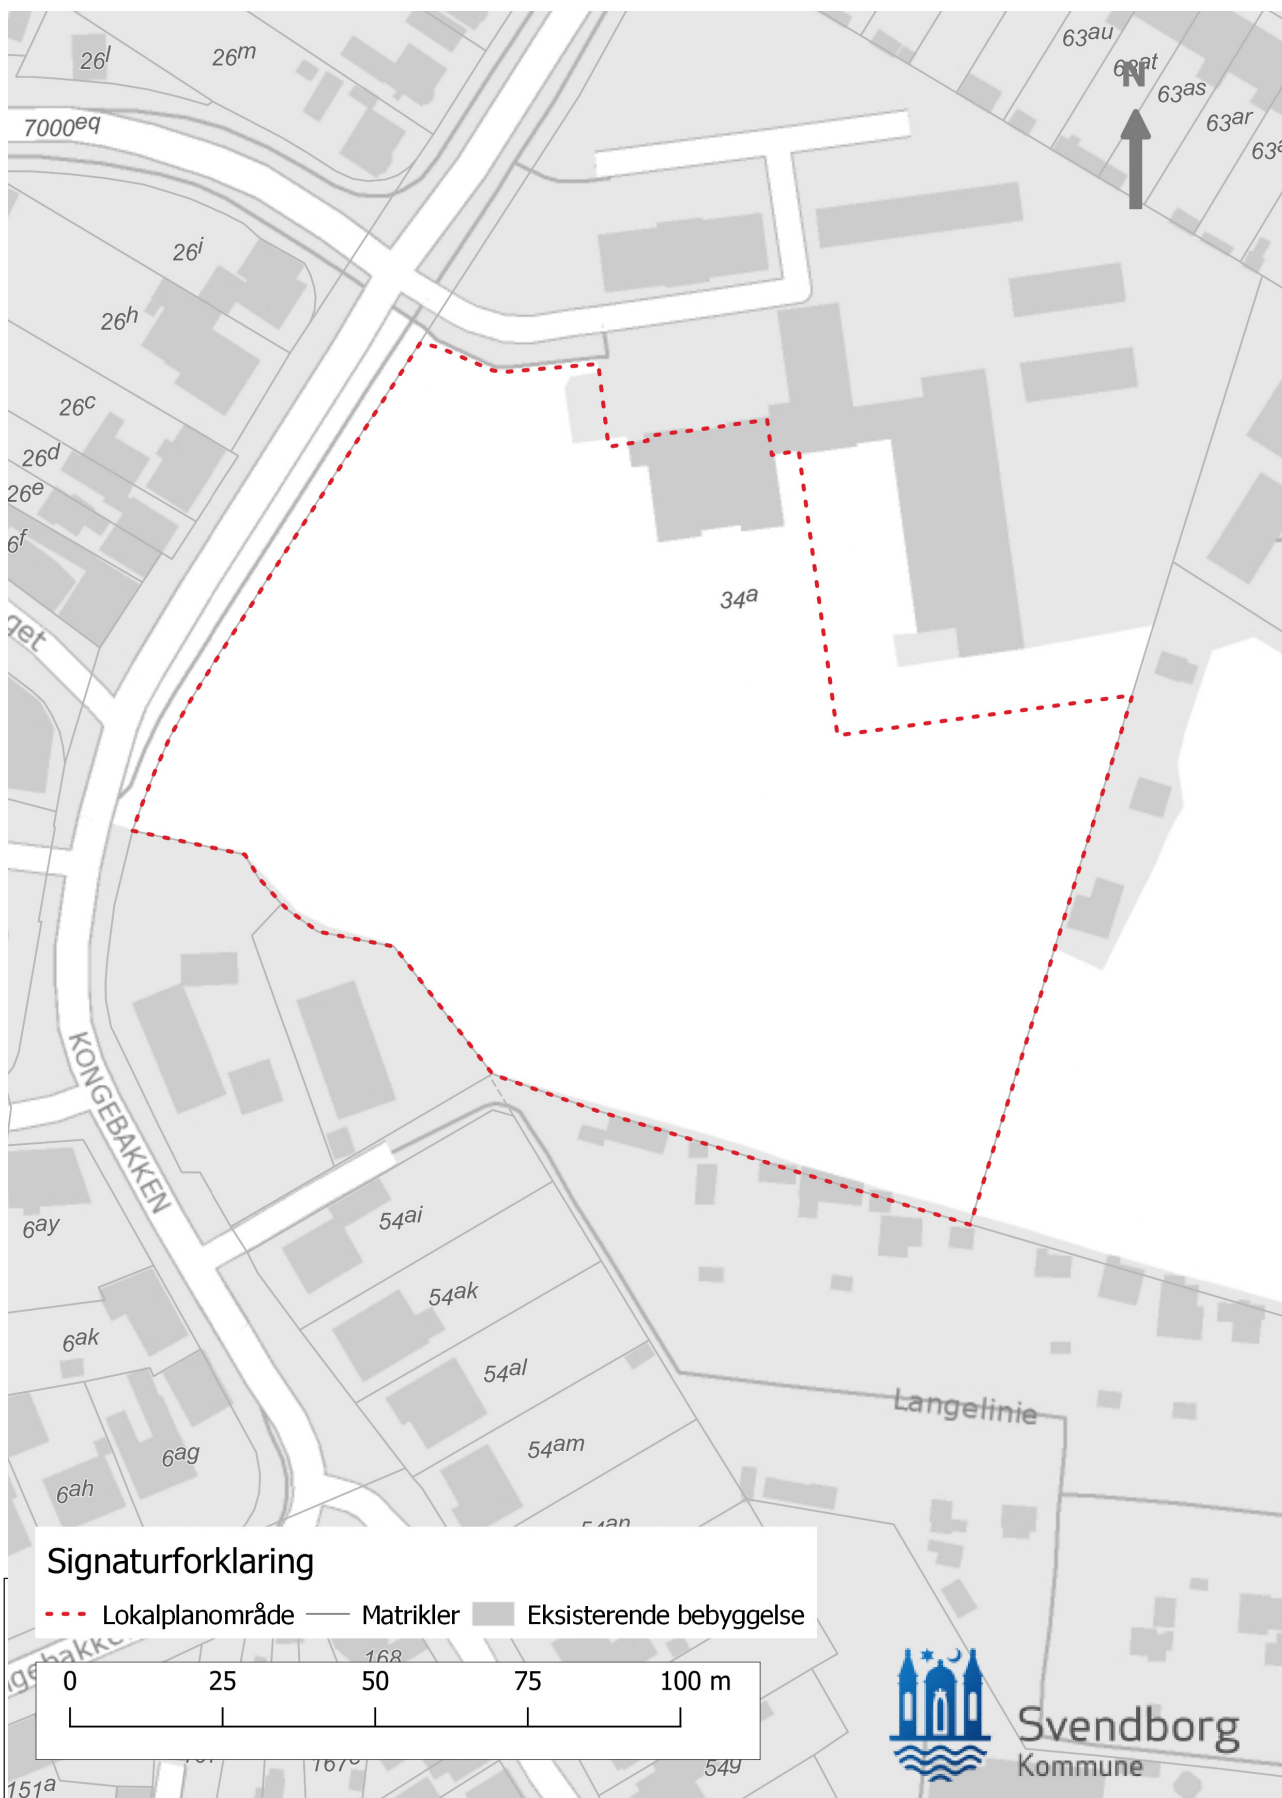 26l
26m
63au
63at
N
63as
63ar
7000eq
26i
26h
26c
26d
26e
6f
34a
KONGEBAKKEN
6ay
54ai
54ak
6ak
54al
Langelinie
6ag
54am
6ah
54an
Signaturforklaring
Lokalplanområde
Matrikler
Eksisterende bebyggelse
168
0 25 50 75 100 m
Svendborg
Kommune
549
151a